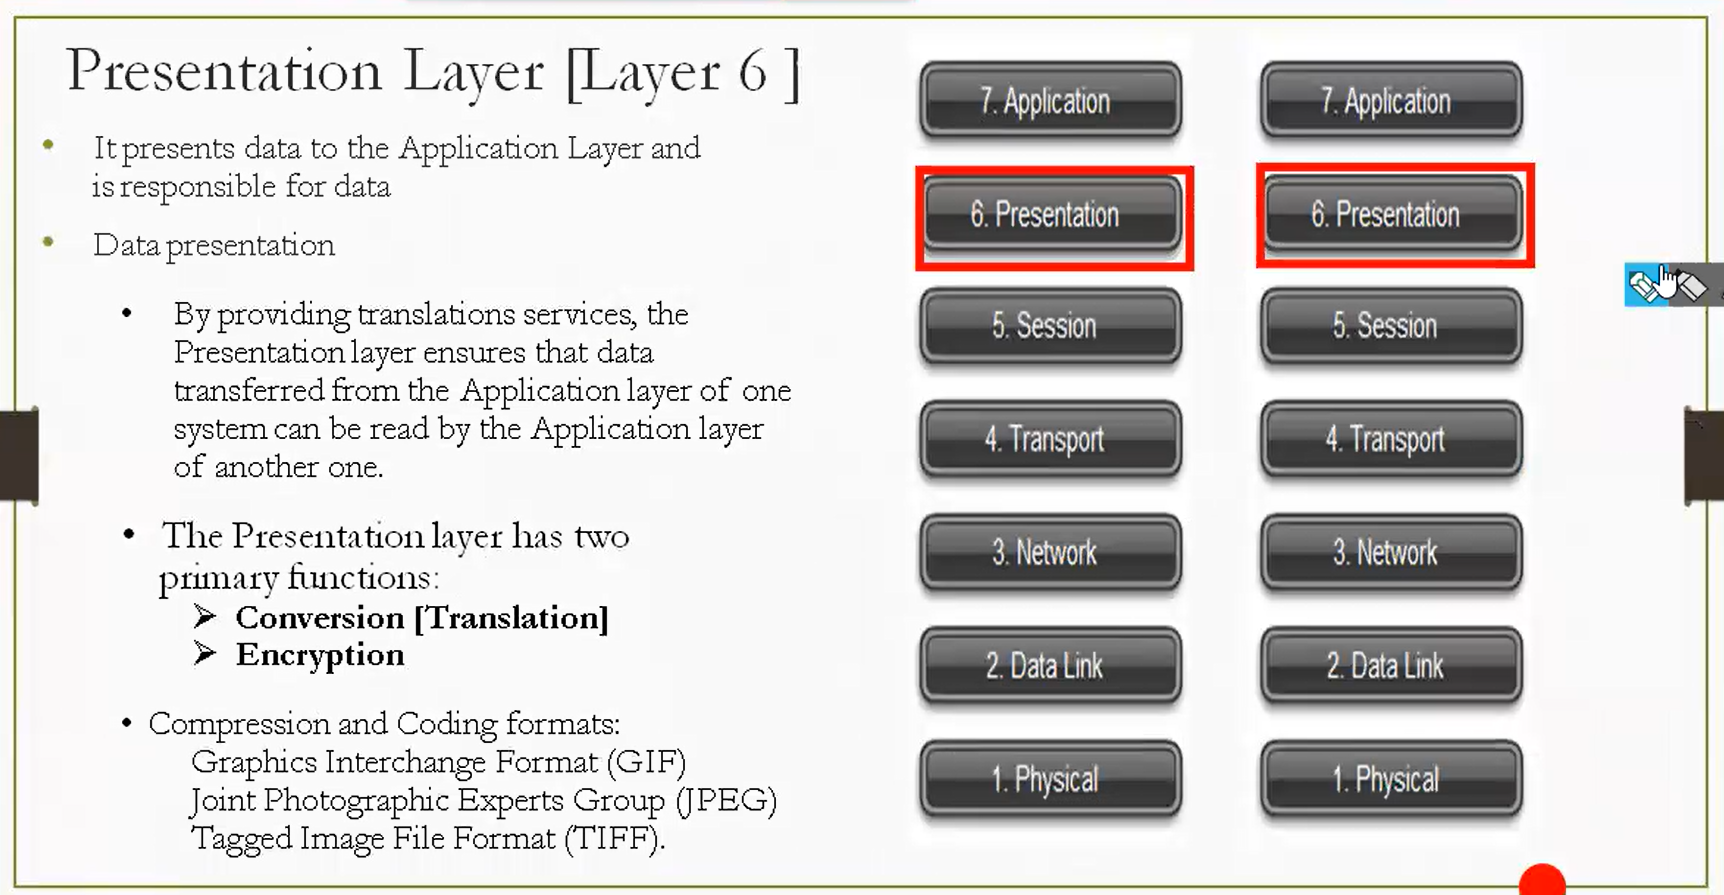 Presentation Layer [Layer 6 ]
• It presents data to the Application Layer and
is responsible for data
• Data presentation
• By providing translations services, the
Presentation layer ensures that data
transferred from the Application layer of one
system can be read by the Application layer
of another one.
• The Presentation layer has two
primary functions:
➢ Conversion [Translation]
➢ Encryption
• Compression and Coding formats:
Graphics Interchange Format (GIF)
Joint Photographic Experts Group (JPEG)
Tagged Image File Format (TIFF).
7. Application
6. Presentation
5. Session
4. Transport
3. Network
2. Data Link
1. Physical
7. Application
6. Presentation
5. Session
4. Transport
3. Network
2. Data Link
1. Physical